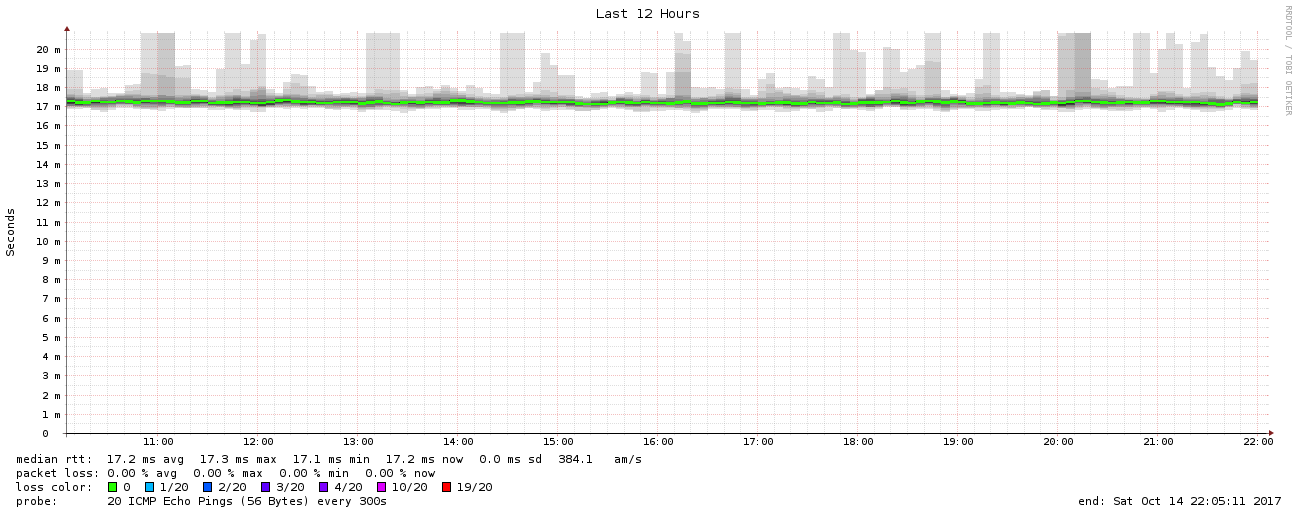 Last 12 Hours
RRDTOOL / TOBI OETIKER
Seconds
20 m
19 m
18 m
17 m
16 m
15 m
14 m
13 m
12 m
11 m
10 m
9 m
8 m
7 m
6 m
5 m
4 m
3 m
2 m
1 m
0
11:00 12:00 13:00 14:00 15:00 16:00 17:00 18:00 19:00 20:00 21:00 22:00
median rtt: 17.2 ms avg 17.3 ms max 17.1 ms min 17.2 ms now 0.0 ms sd 384.1 am/s
packet loss: 0.00 % avg 0.00 % max 0.00 % min 0.00 % now
loss color: 0 1/20 2/20 3/20 4/20 10/20 19/20
probe: 20 ICMP Echo Pings (56 Bytes) every 300s end: Sat Oct 14 22:05:11 2017